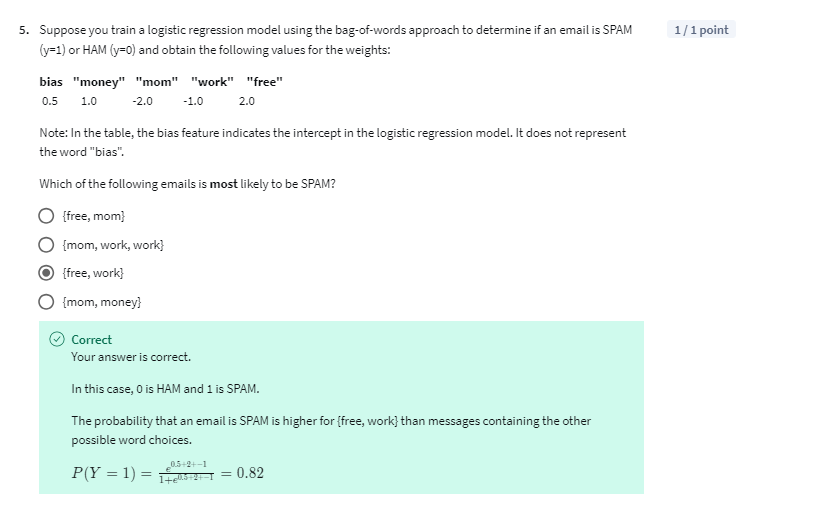 5. Suppose you train a logistic regression model using the bag-of-words approach to determine if an email is SPAM 1 / 1 point
(y=1) or HAM (y=0) and obtain the following values for the weights:
bias "money" "mom" "work" "free"
0.5 1.0 -2.0 -1.0 2.0
Note: In the table, the bias feature indicates the intercept in the logistic regression model. It does not represent
the word "bias".
Which of the following emails is most likely to be SPAM?
{free, mom}
{mom, work, work}
{free, work}
{mom, money}
Correct
Your answer is correct.
In this case, 0 is HAM and 1 is SPAM.
The probability that an email is SPAM is higher for {free, work} than messages containing the other
possible word choices.
P(Y = 1) = e^{0.5+2+-1} / 1+e^{0.5+2+-1} = 0.82